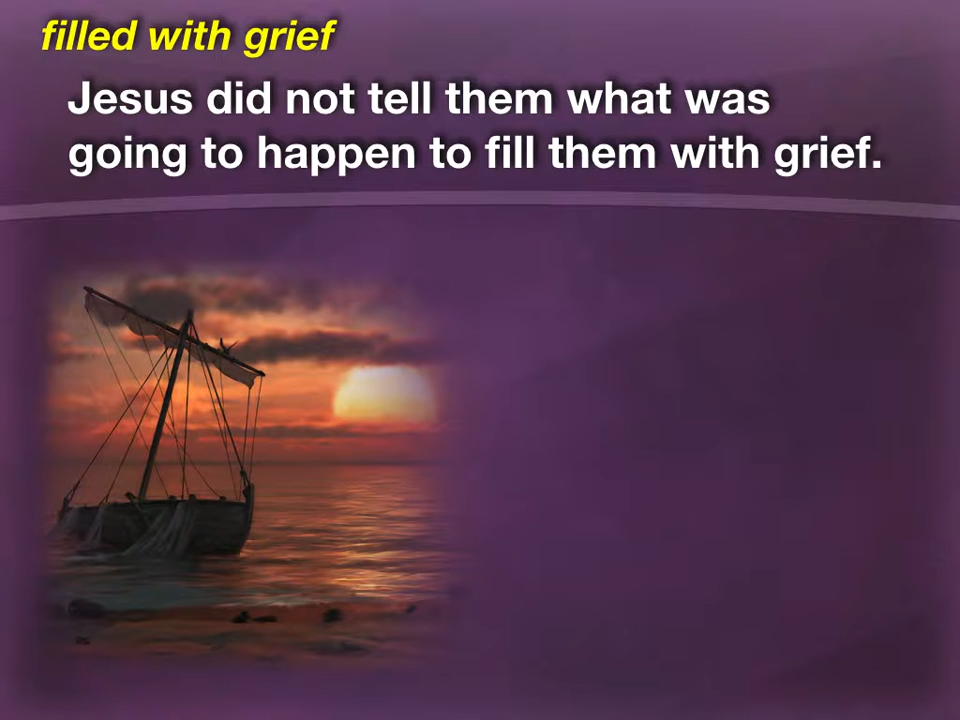 filled with grief
Jesus did not tell them what was
going to happen to fill them with grief.